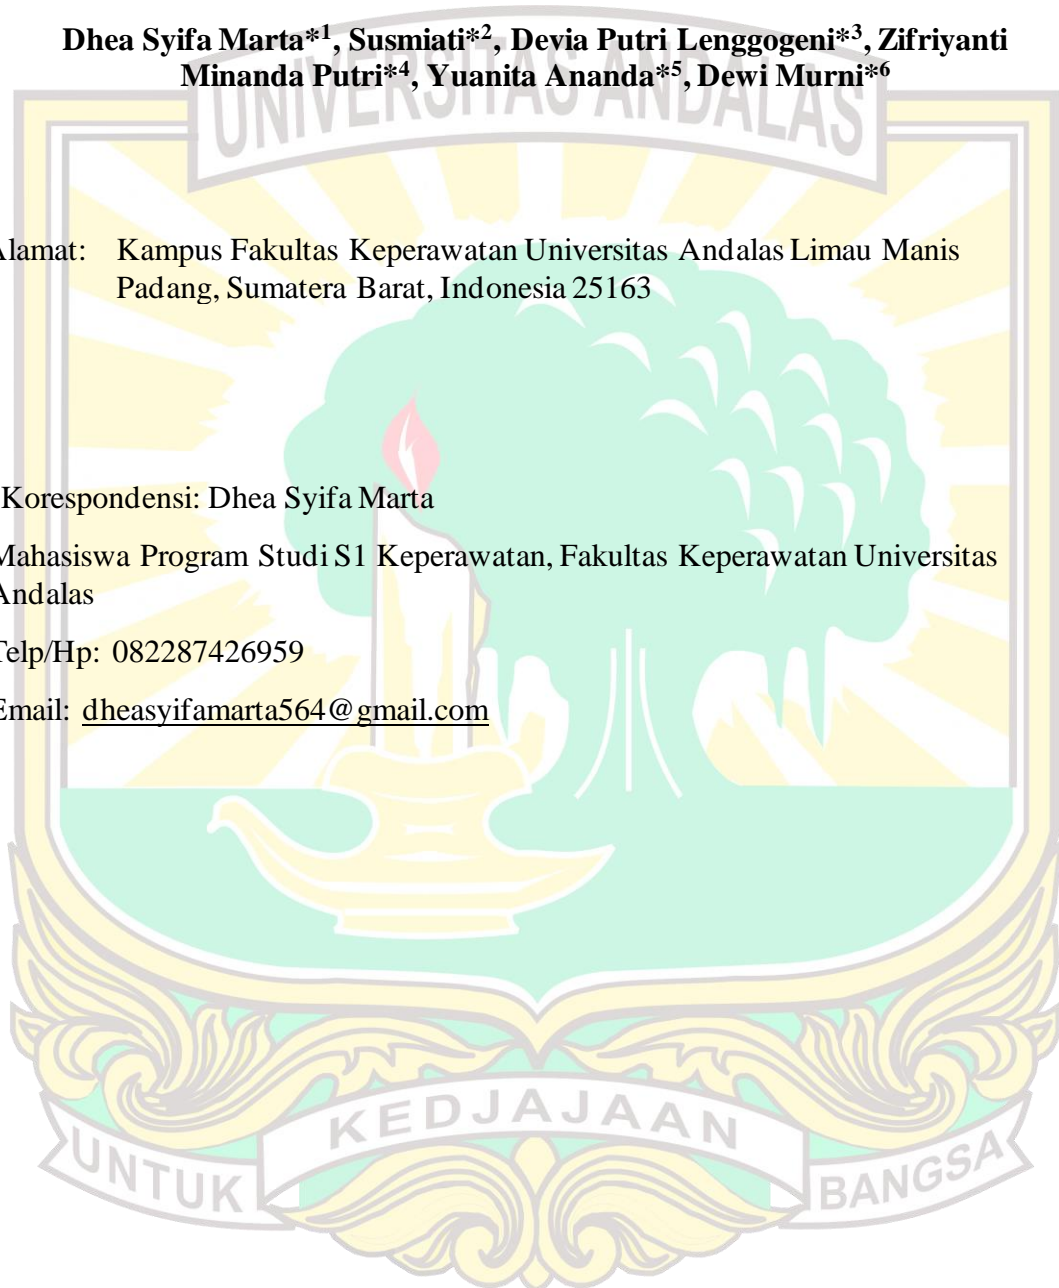 Dhea Syifa Marta*1, Susmiati*2, Devia Putri Lenggogeni*3, Zifriyanti
Minanda Putri*4, Yuanita Ananda*5, Dewi Murni*6
UNIVERSITAS ANDALAS
Alamat: Kampus Fakultas Keperawatan Universitas Andalas Limau Manis
Padang, Sumatera Barat, Indonesia 25163
Korespondensi: Dhea Syifa Marta
Mahasiswa Program Studi S1 Keperawatan, Fakultas Keperawatan Universitas
Andalas
Telp/Hp: 082287426959
Email: dheasyifamarta564@gmail.com
UNTUK KEDJAJAAN BANGSA